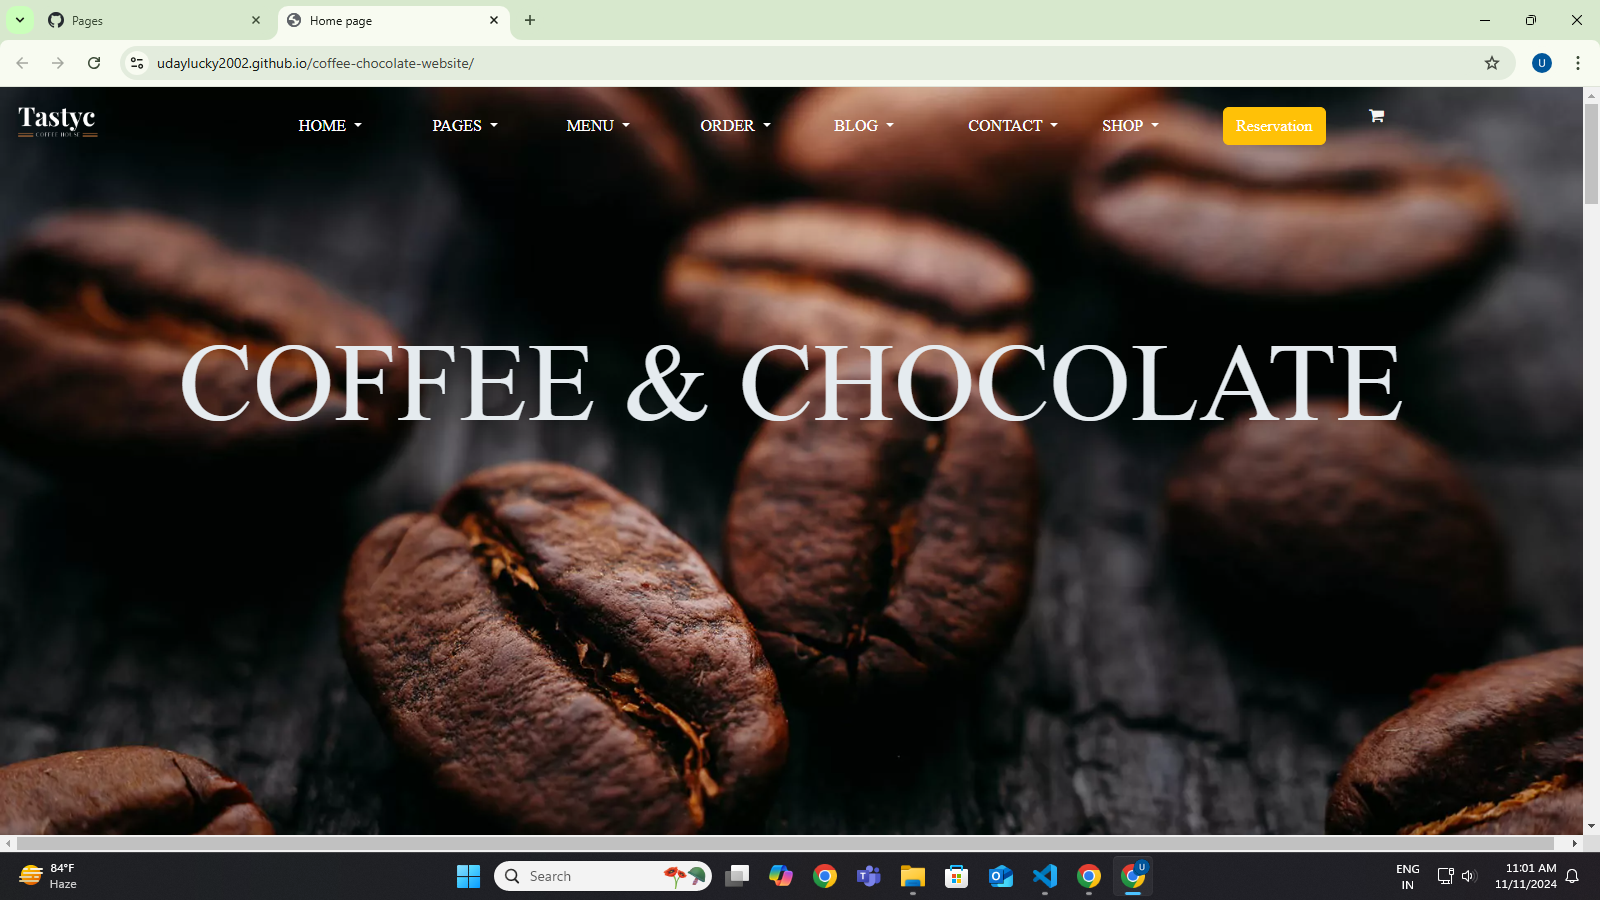 Pages
Home page
udaylucky2002.github.io/coffee-chocolate-website/
U
Tastyc
COFFEE HOUSE
HOME
PAGES
MENU
ORDER
BLOG
CONTACT
SHOP
Reservation
COFFEE & CHOCOLATE
84°F
Haze
Search
U
ENG
IN
11:01 AM
11/11/2024